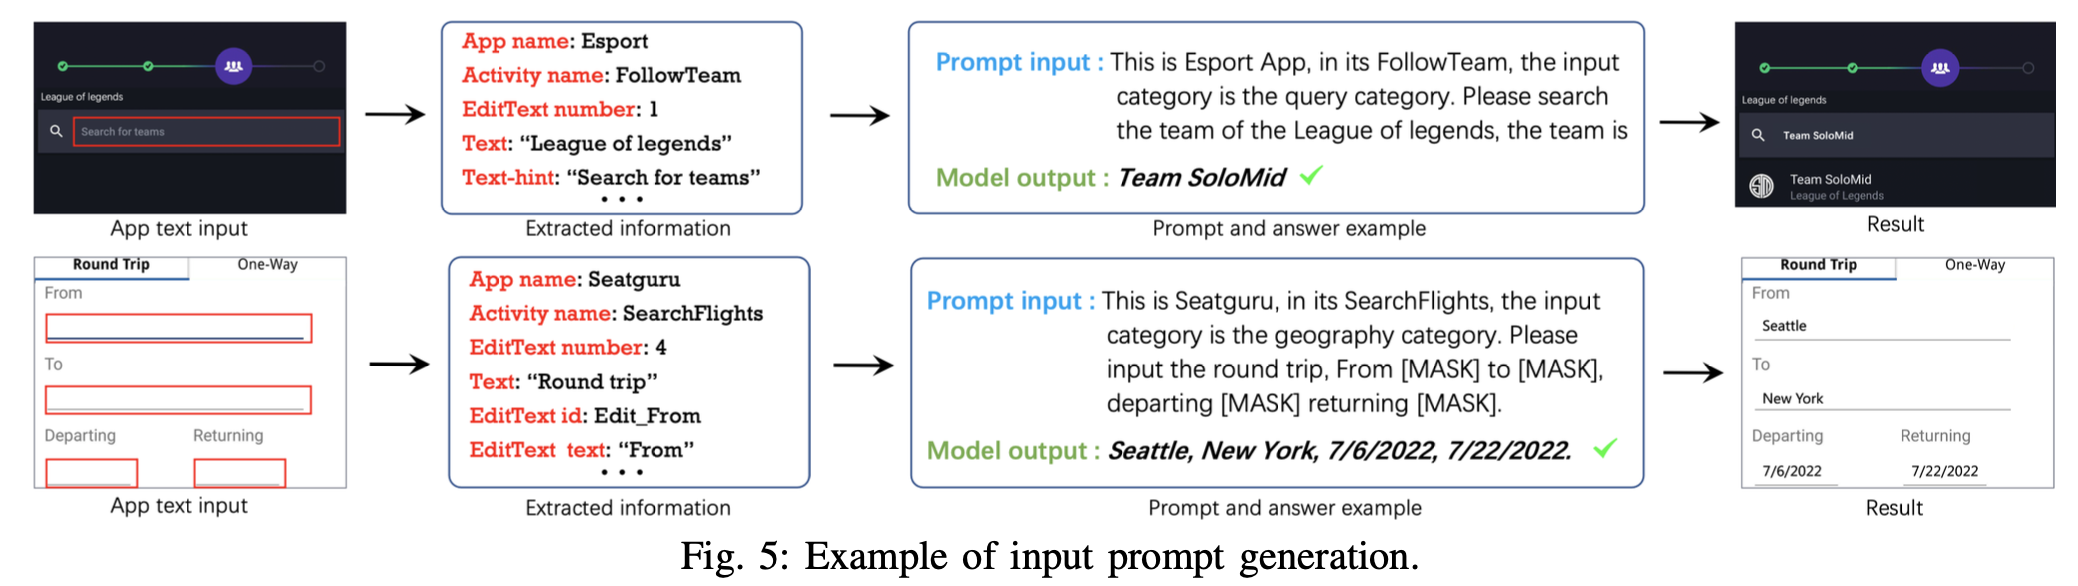 League of legends
Search for teams
App text input
App name: Esport
Activity name: FollowTeam
EditText number: 1
Text: “League of legends”
Text-hint: “Search for teams”
• • •
Extracted information
Prompt input : This is Esport App, in its FollowTeam, the input
category is the query category. Please search
the team of the League of legends, the team is
Model output : Team SoloMid ✓
Prompt and answer example
League of legends
Team SoloMid
Team SoloMid
League of Legends
Result
Round Trip One-Way
From
To
Departing Returning
App text input
App name: Seatguru
Activity name: SearchFlights
EditText number: 4
Text: “Round trip”
EditText id: Edit_From
EditText text: “From”
• • •
Extracted information
Prompt input : This is Seatguru, in its SearchFlights, the input
category is the geography category. Please
input the round trip, From [MASK] to [MASK],
departing [MASK] returning [MASK].
Model output : Seattle, New York, 7/6/2022, 7/22/2022. ✓
Prompt and answer example
Round Trip One-Way
From
Seattle
To
New York
Departing Returning
7/6/2022 7/22/2022
Result
Fig. 5: Example of input prompt generation.